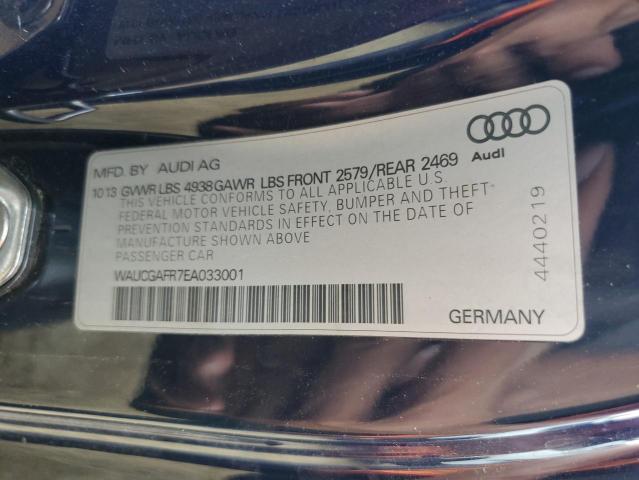 MFD. BY AUDI AG
10 13 GVWR LBS 4938 GAWR LBS FRONT 2579/REAR 2469
THIS VEHICLE CONFORMS TO ALL APPLICABLE U.S
FEDERAL MOTOR VEHICLE SAFETY, BUMPER AND THEFT
PREVENTION STANDARDS IN EFFECT ON THE DATE OF
MANUFACTURE SHOWN ABOVE
PASSENGER CAR
WAUCGAFR7EA033001
Audi
4440219
GERMANY